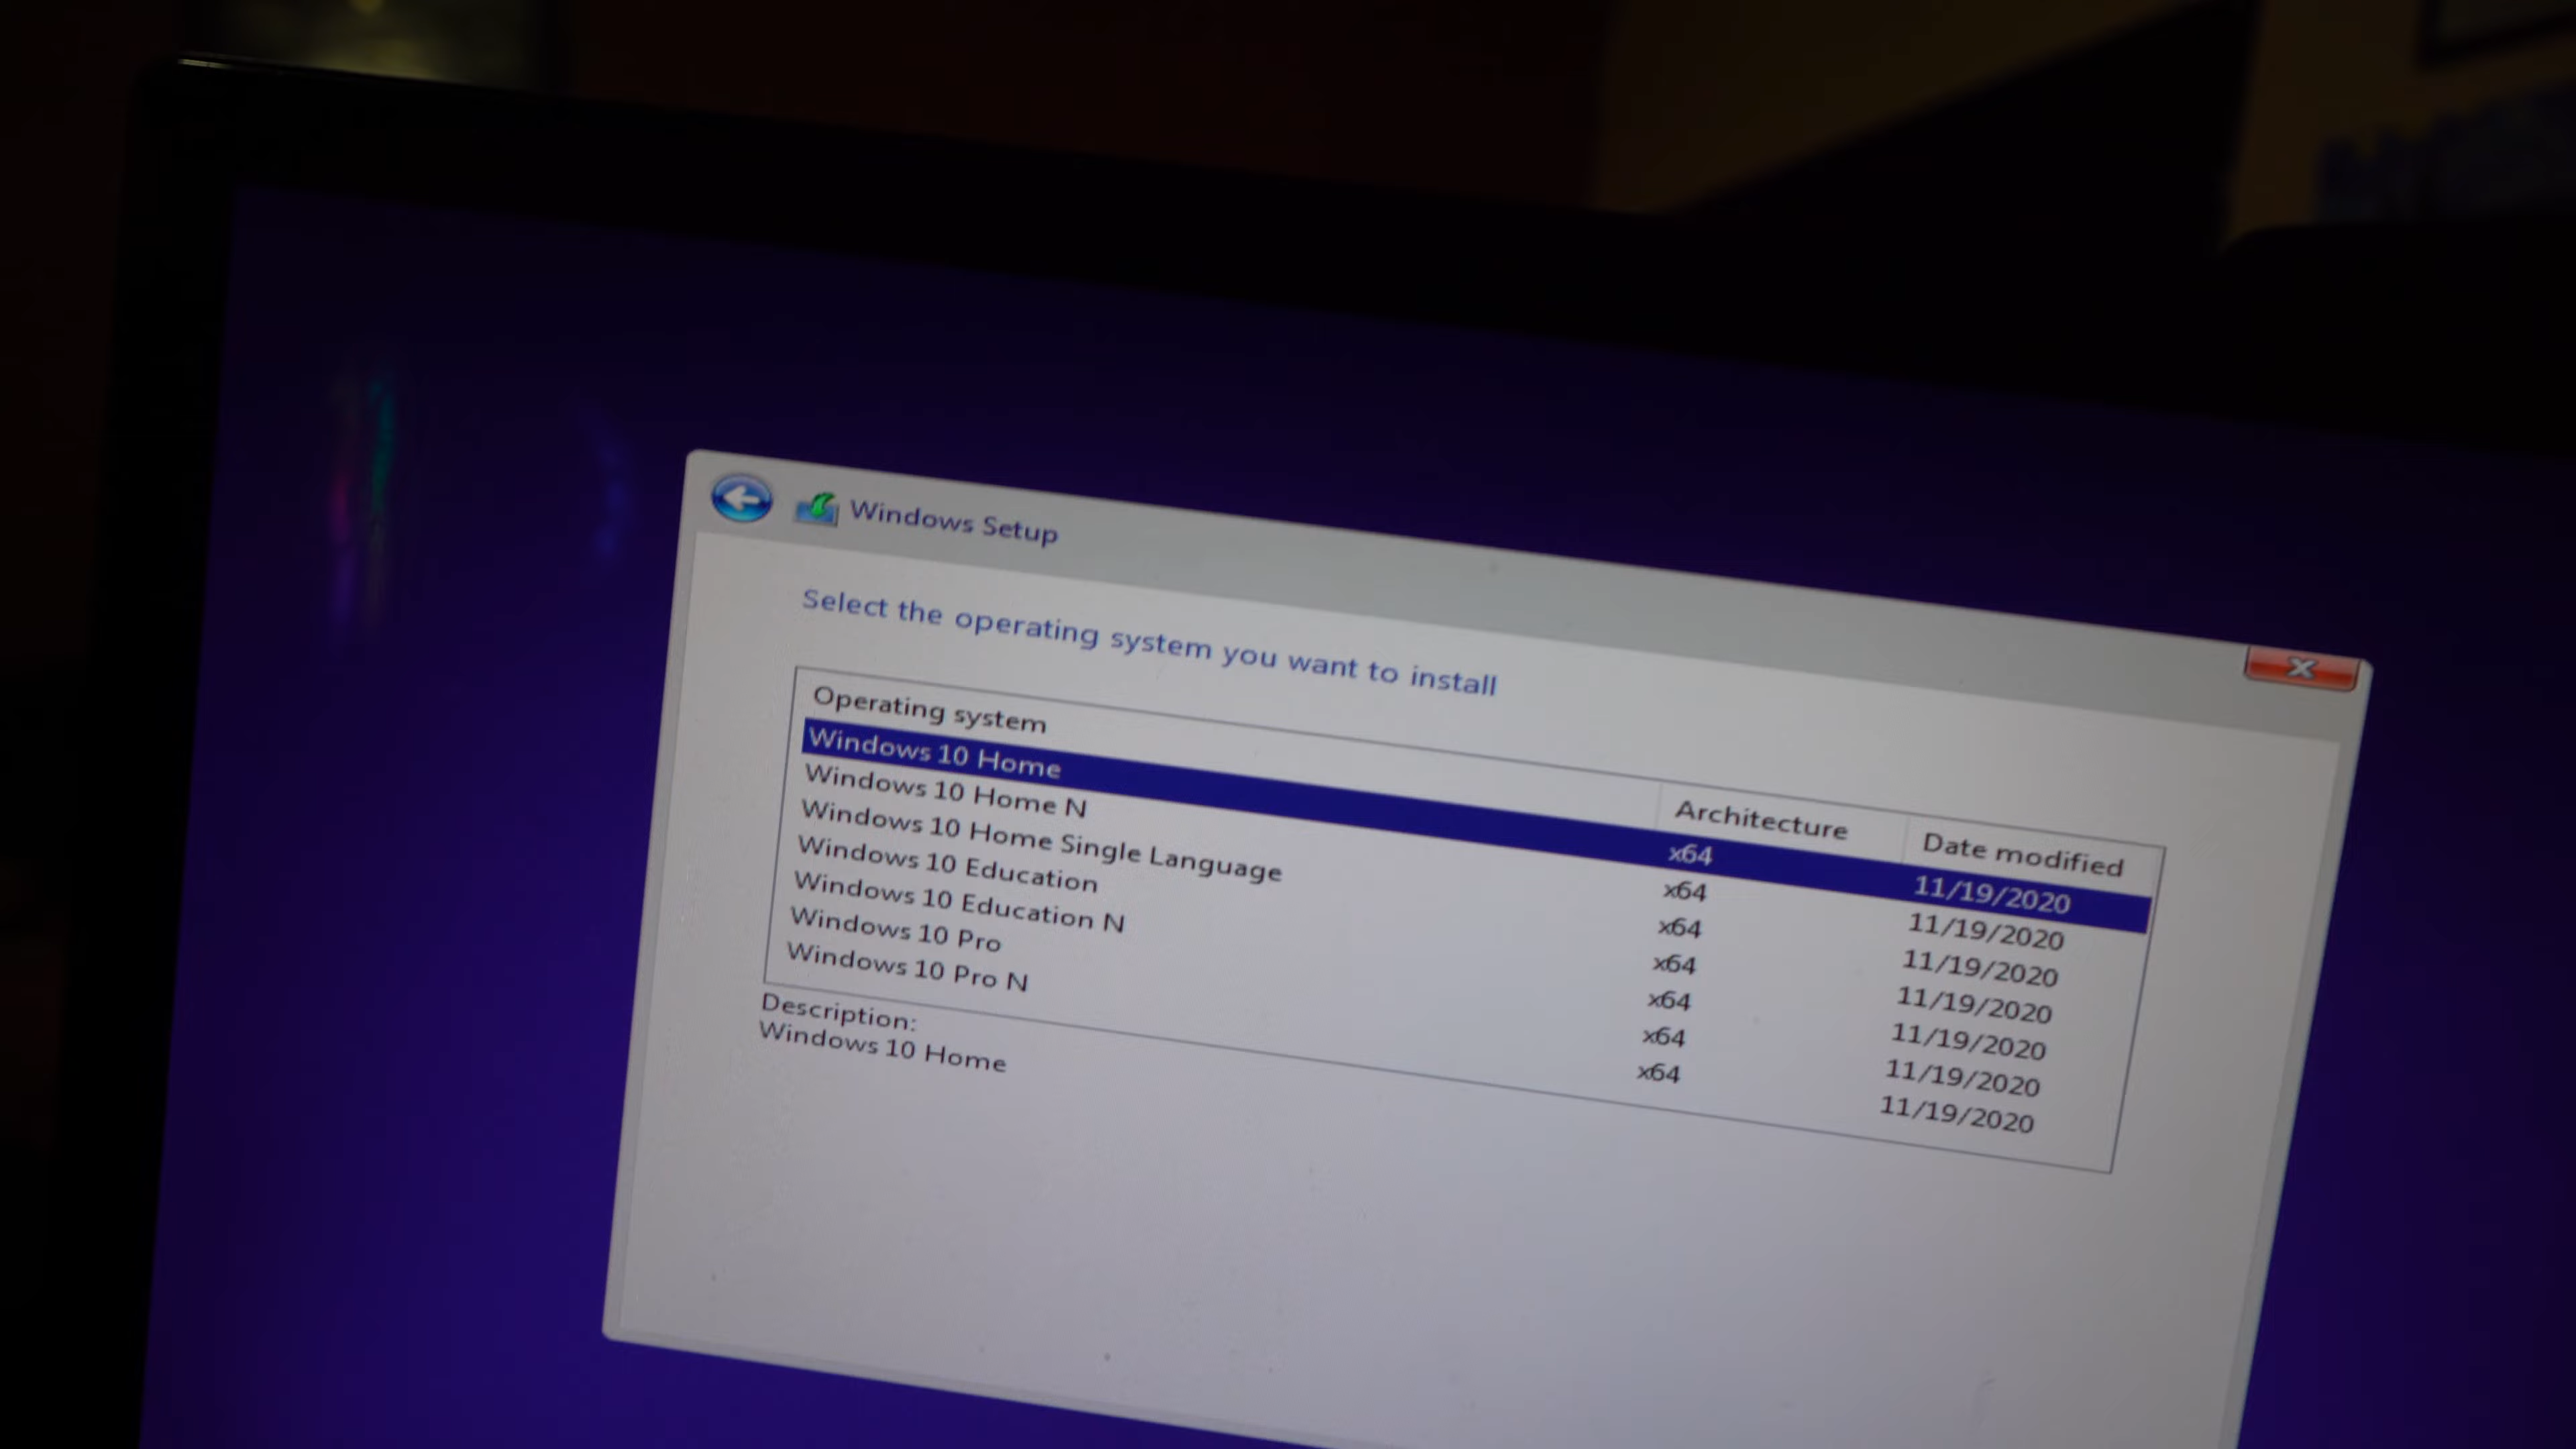 Windows Setup
Select the operating system you want to install
Operating system Architecture Date modified
Windows 10 Home x64 11/19/2020
Windows 10 Home N x64 11/19/2020
Windows 10 Home Single Language x64 11/19/2020
Windows 10 Education x64 11/19/2020
Windows 10 Education N x64 11/19/2020
Windows 10 Pro x64 11/19/2020
Windows 10 Pro N x64 11/19/2020
Description:
Windows 10 Home